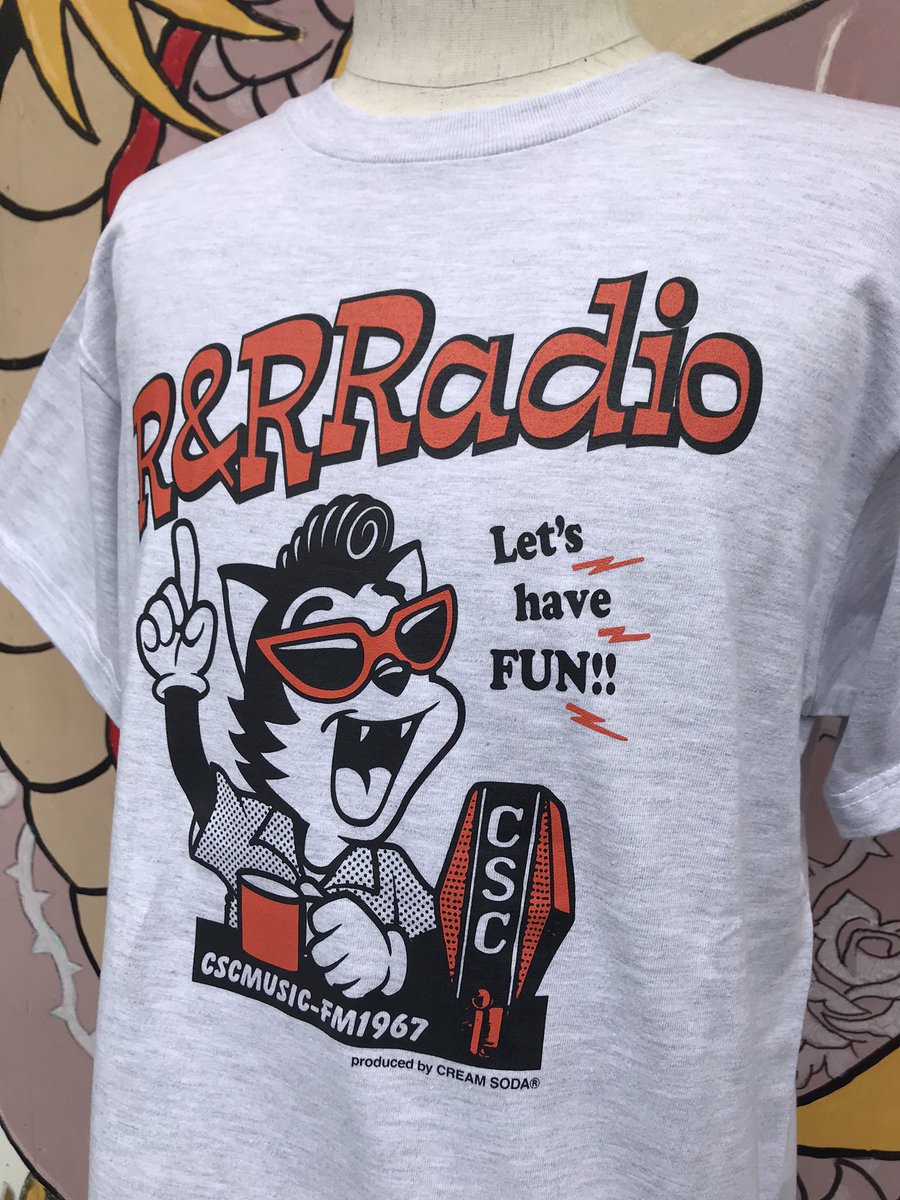 R&RRadio
Let's
have
FUN!!
CSC
CSCMUSIC-FM1967
produced by CREAM SODA®